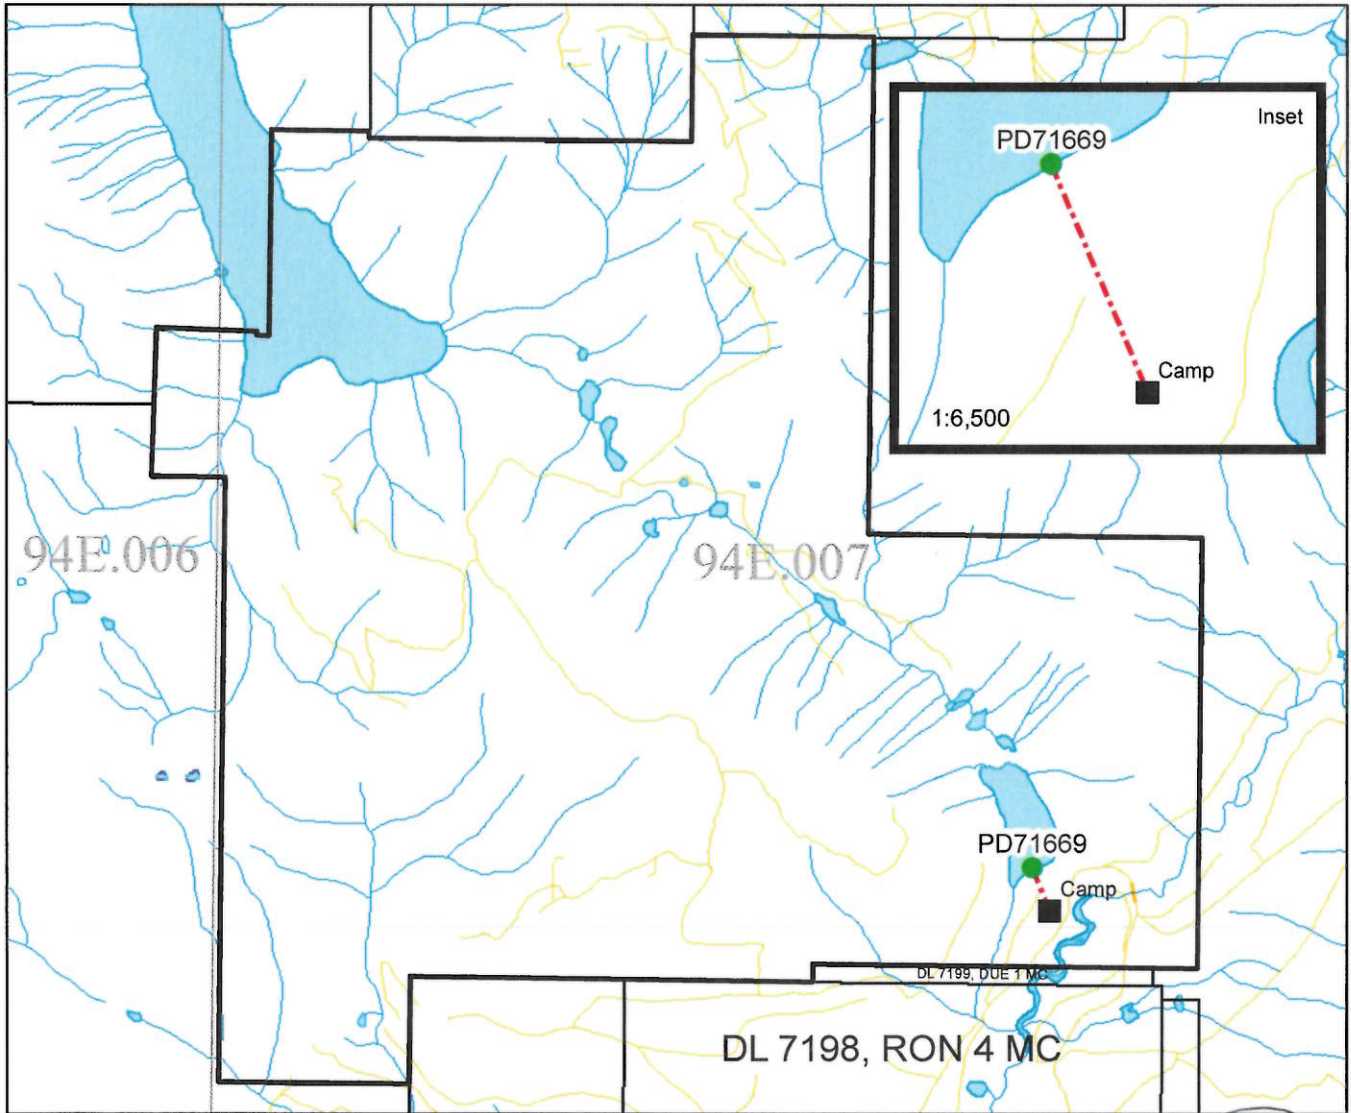 Inset
PD71669
Camp
1:6,500
94E.006
94E.007
PD71669
Camp
DL 7199, DUE 1 MC
DL 7198, RON 4 MC